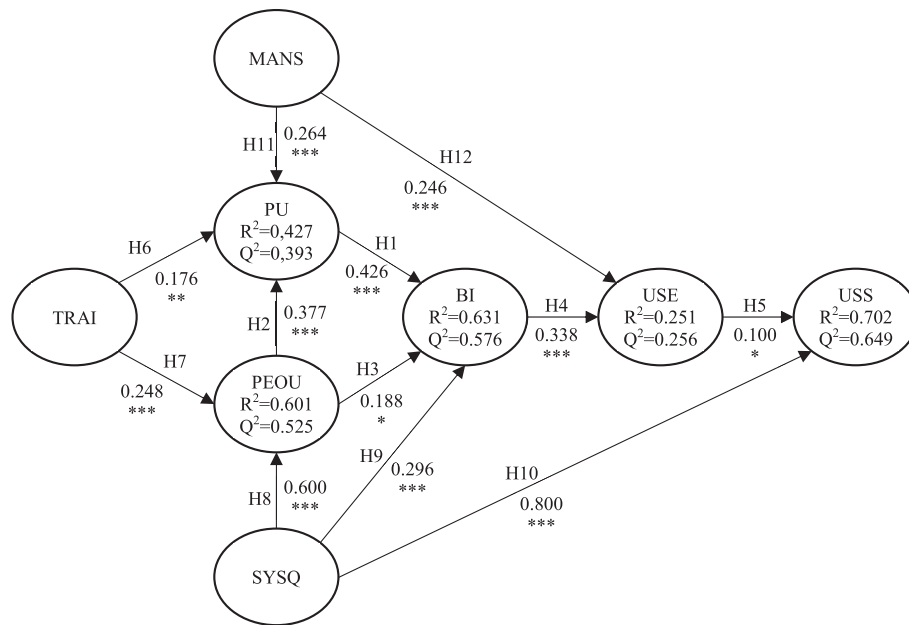 MANS
H11
0.264
***
H12
0.246
***
PU
R²=0,427
Q²=0,393
H6
0.176
**
H1
0.426
***
TRAI
H2
0.377
***
BI
R²=0.631
Q²=0.576
H4
0.338
***
USE
R²=0.251
Q²=0.256
H5
0.100
*
USS
R²=0.702
Q²=0.649
H7
0.248
***
PEOU
R²=0.601
Q²=0.525
H3
0.188
*
H8
0.600
***
H9
0.296
***
H10
0.800
***
SYSQ